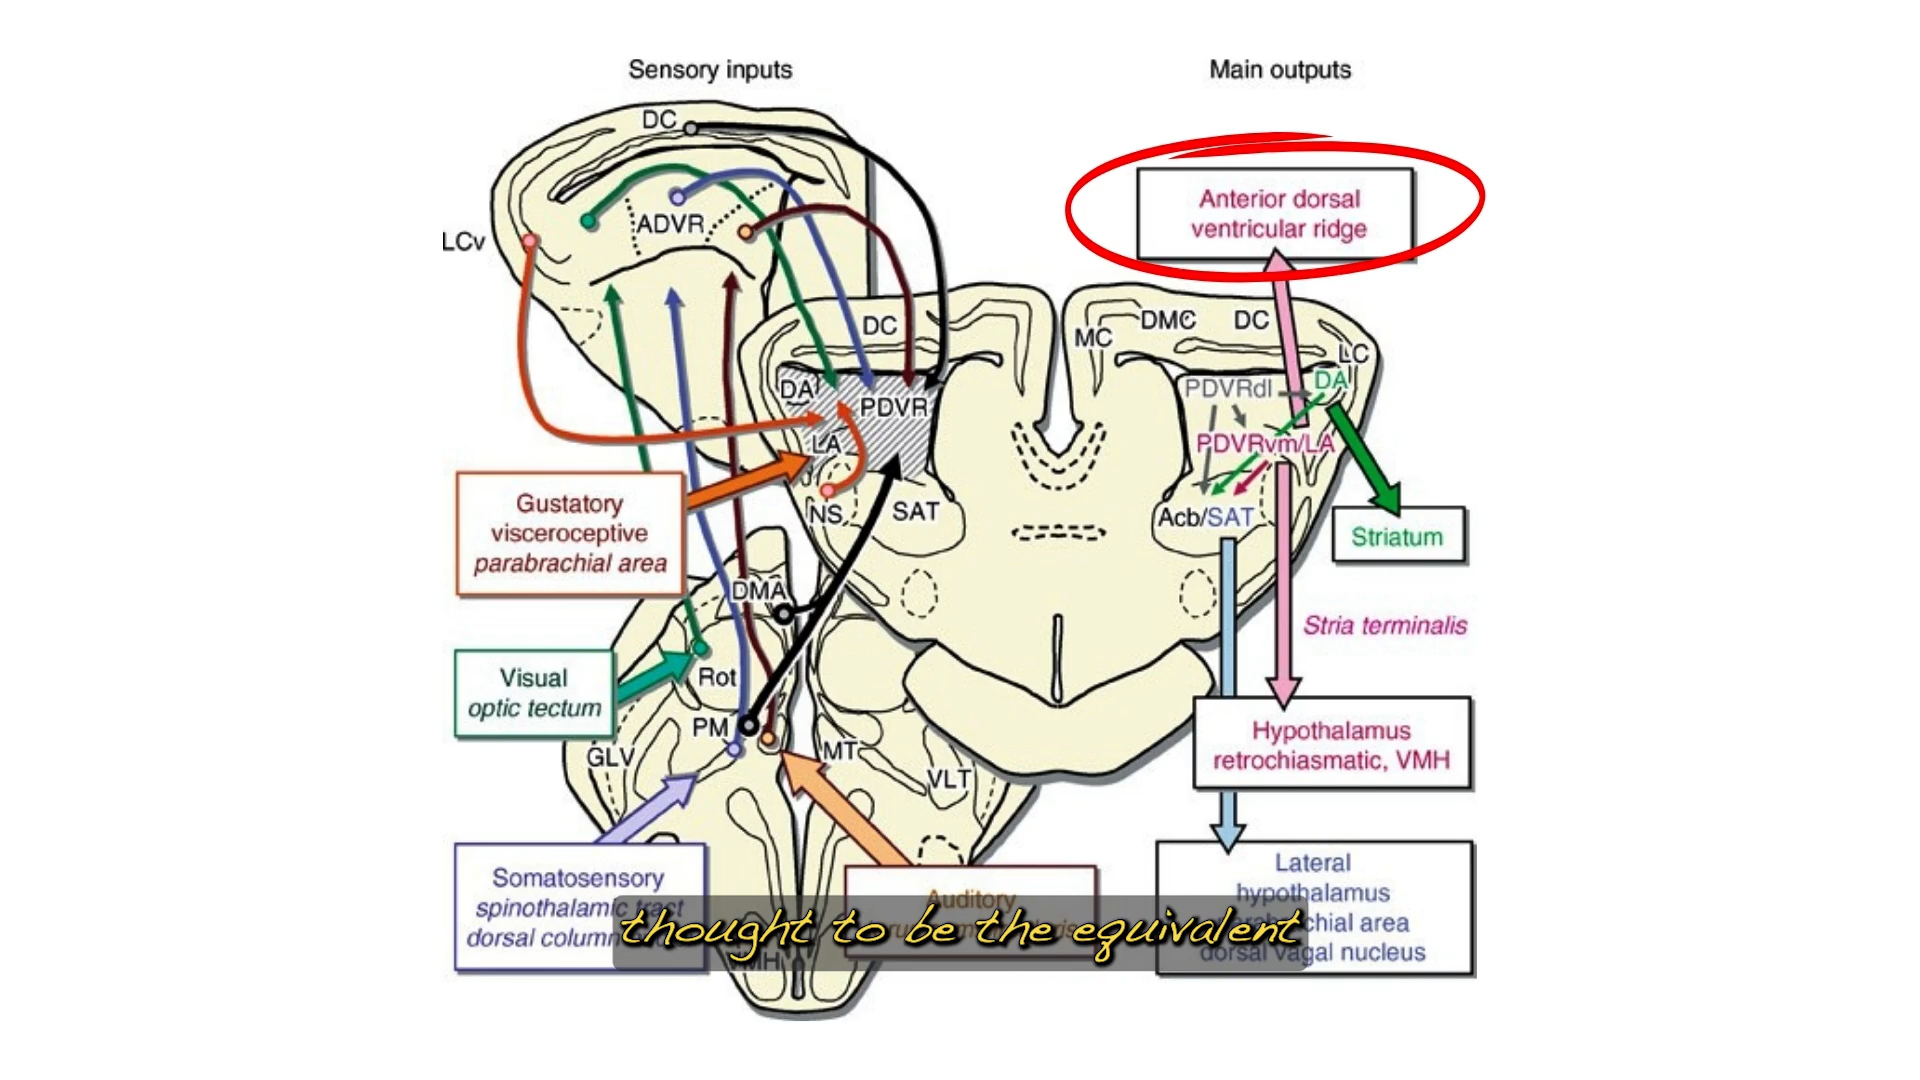 Sensory inputs
Main outputs
DC
ADVR
LCv
Anterior dorsal
ventricular ridge
DC
DA
PDVR
LA
NS
SAT
MC
DMC
DC
LC
PDVRdl
DA
PDVRvm/LA
Acb/SAT
Gustatory
visceroceptive
parabrachial area
Striatum
Stria terminalis
DMA
Rot
PM
GLV
MT
VLT
Visual
optic tectum
Hypothalamus
retrochiasmatic, VMH
Somatosensory
spinothalamic tract
dorsal column
Auditory
Lateral
hypothalamus
parabrachial area
dorsal vagal nucleus
VMH
thought to be the equivalent